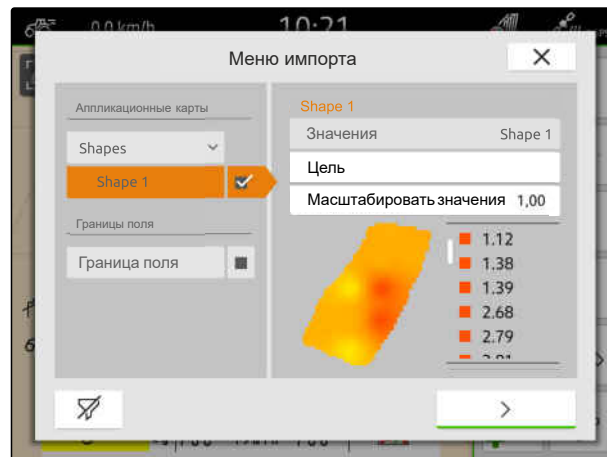 0.0 km/h
10:21
Меню импорта
Аппликационные карты
Shapes
Shape 1
Границы поля
Граница поля
Shape 1
Значения Shape 1
Цель
Масштабировать значения 1,00
1.12
1.38
1.39
2.68
2.79